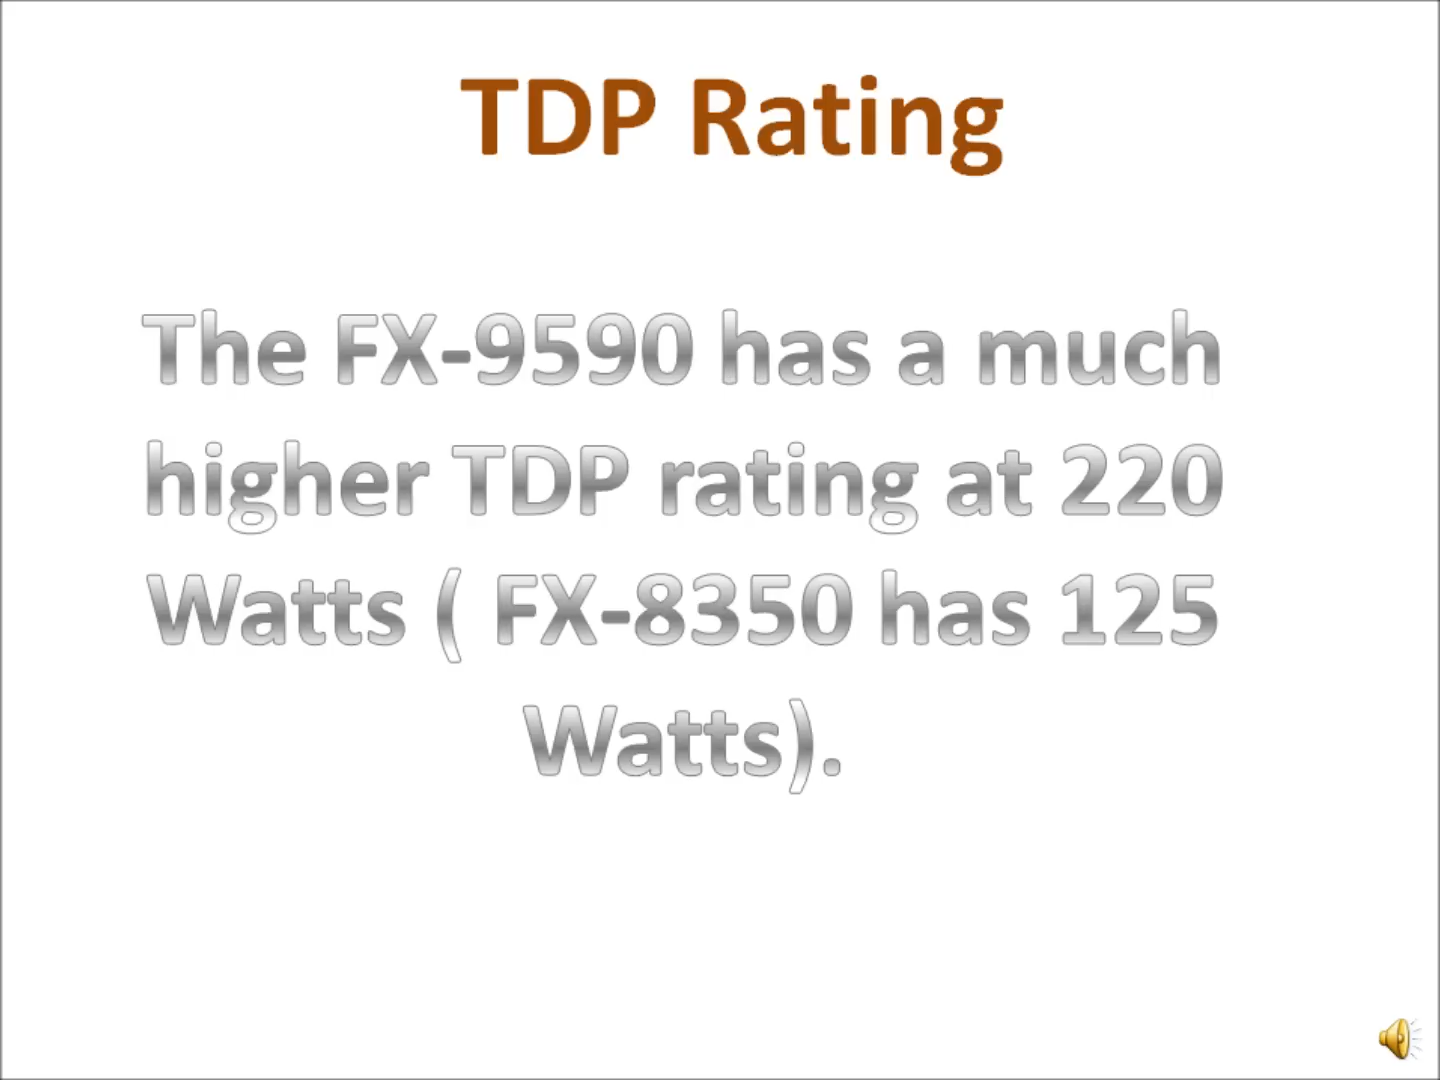 TDP Rating
The FX-9590 has a much
higher TDP rating at 220
Watts ( FX-8350 has 125
Watts).